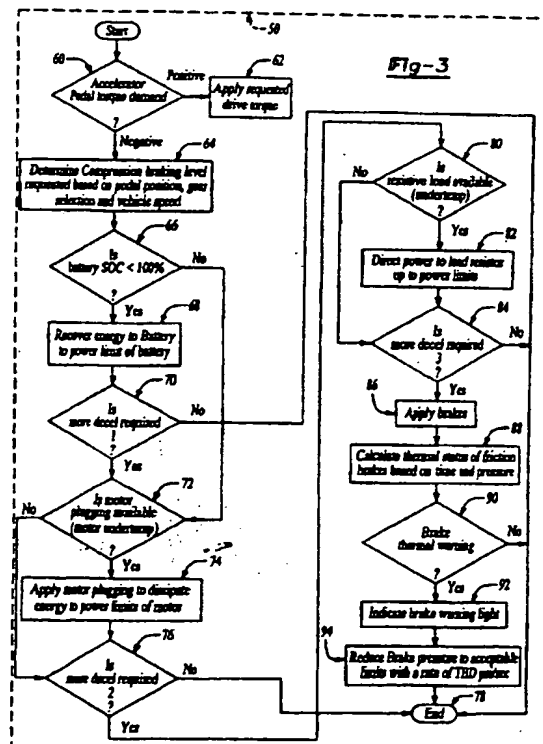 50
Fig-3
Start
60
Accelerator
Pedal torque demand
?
Positive
62
Apply requested
drive torque
Negative
64
Determine Compression braking level
requested based on pedal position, gear
selection and vehicle speed
66
Is
battery SOC < 100%
?
No
Yes
68
Recover energy to Battery
to power limit of battery
70
Is
more decel required
1
?
No
Yes
72
Is motor
plugging available
(motor undertemp)
?
No
Yes
74
Apply motor plugging to dissipate
energy to power limits of motor
76
Is
more decel required
2
?
No
Yes
80
Is
resistive load available
(undertemp)
?
No
Yes
82
Direct power to load resistor
up to power limits
84
Is
more decel required
3
?
No
Yes
86
Apply brakes
88
Calculate thermal status of friction
brakes based on time and pressure
90
Brake
thermal warning
?
No
Yes
92
Indicate brake warning light
94
Reduce Brake pressure to acceptable
limits with a rate of TBD
78
End